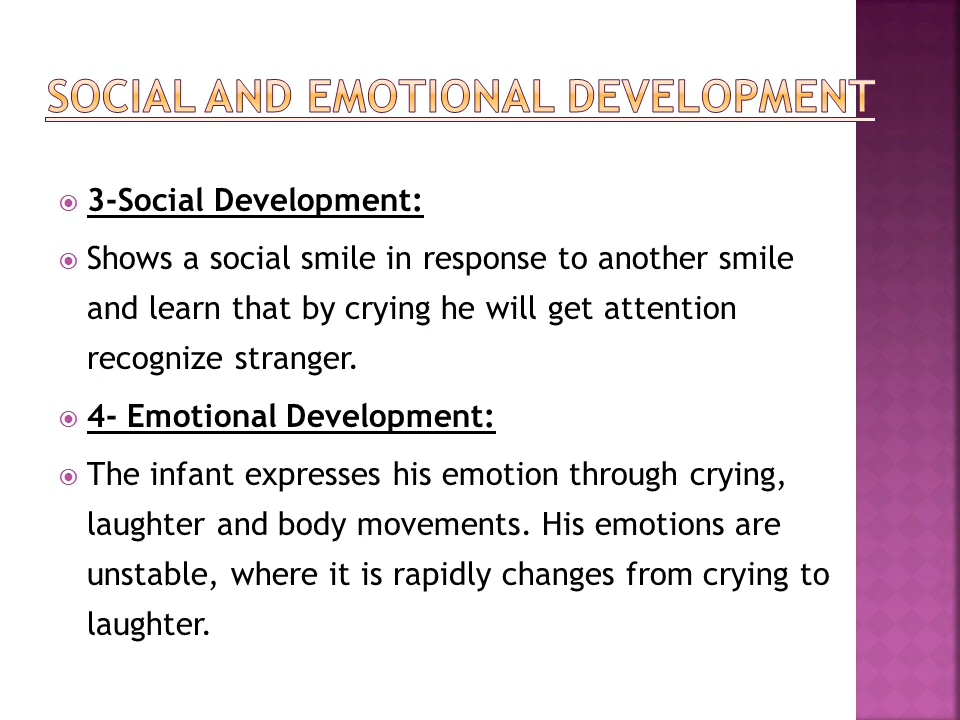 SOCIAL AND EMOTIONAL DEVELOPMENT
3-Social Development:
Shows a social smile in response to another smile
and learn that by crying he will get attention
recognize stranger.
4- Emotional Development:
The infant expresses his emotion through crying,
laughter and body movements. His emotions are
unstable, where it is rapidly changes from crying to
laughter.